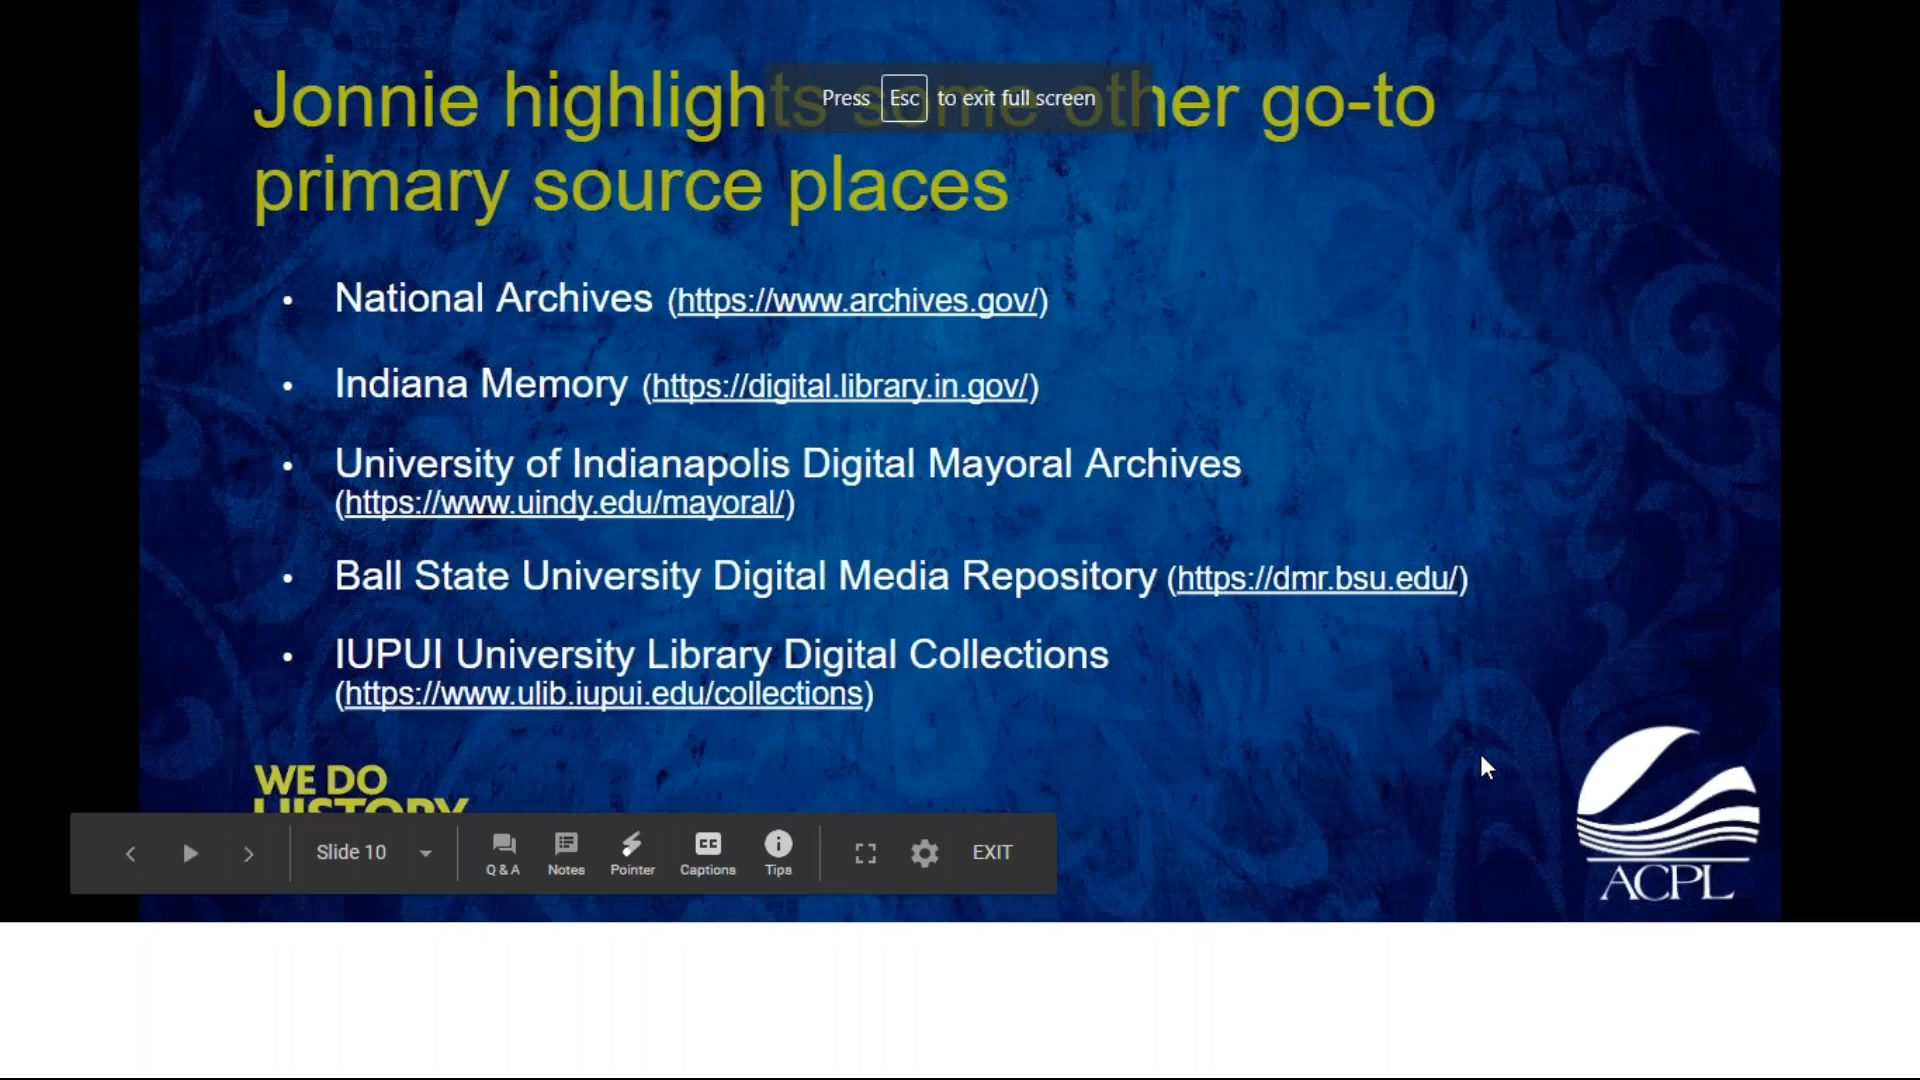 Jonnie highlights some other go-to
Press Esc to exit full screen
primary source places
• National Archives (https://www.archives.gov/)
• Indiana Memory (https://digital.library.in.gov/)
• University of Indianapolis Digital Mayoral Archives
(https://www.uindy.edu/mayoral/)
• Ball State University Digital Media Repository (https://dmr.bsu.edu/)
• IUPUI University Library Digital Collections
(https://www.ulib.iupui.edu/collections)
WE DO
HISTORY
Slide 10
Q & A
Notes
Pointer
CC
Captions
Tips
EXIT
ACPL